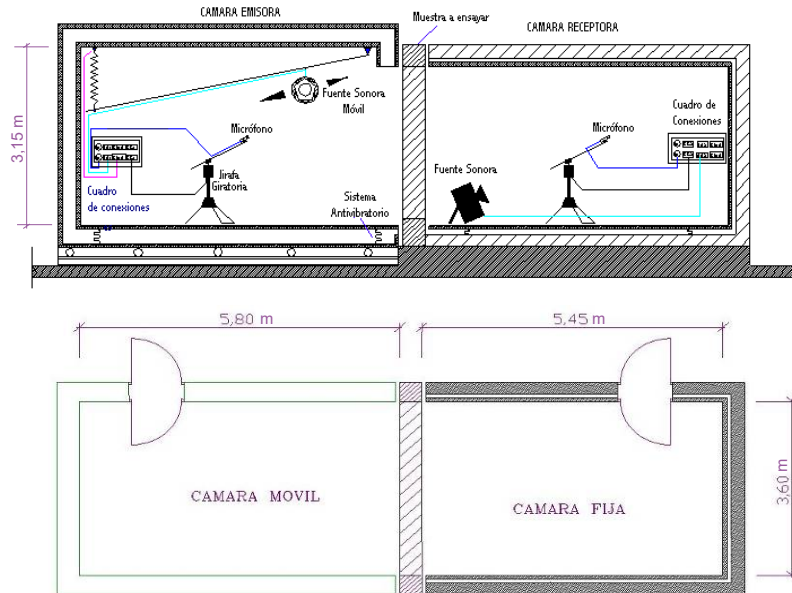 CAMARA EMISORA
Muestra a ensayar
CAMARA RECEPTORA
Fuente Sonora
Móvil
Micrófono
Jirafa
Giratoria
Cuadro
de conexiones
Sistema
Antivibratorio
3,15 m
Fuente Sonora
Micrófono
Cuadro de
Conexiones
5,80 m
5,45 m
CAMARA MOVIL
CAMARA FIJA
3,60 m